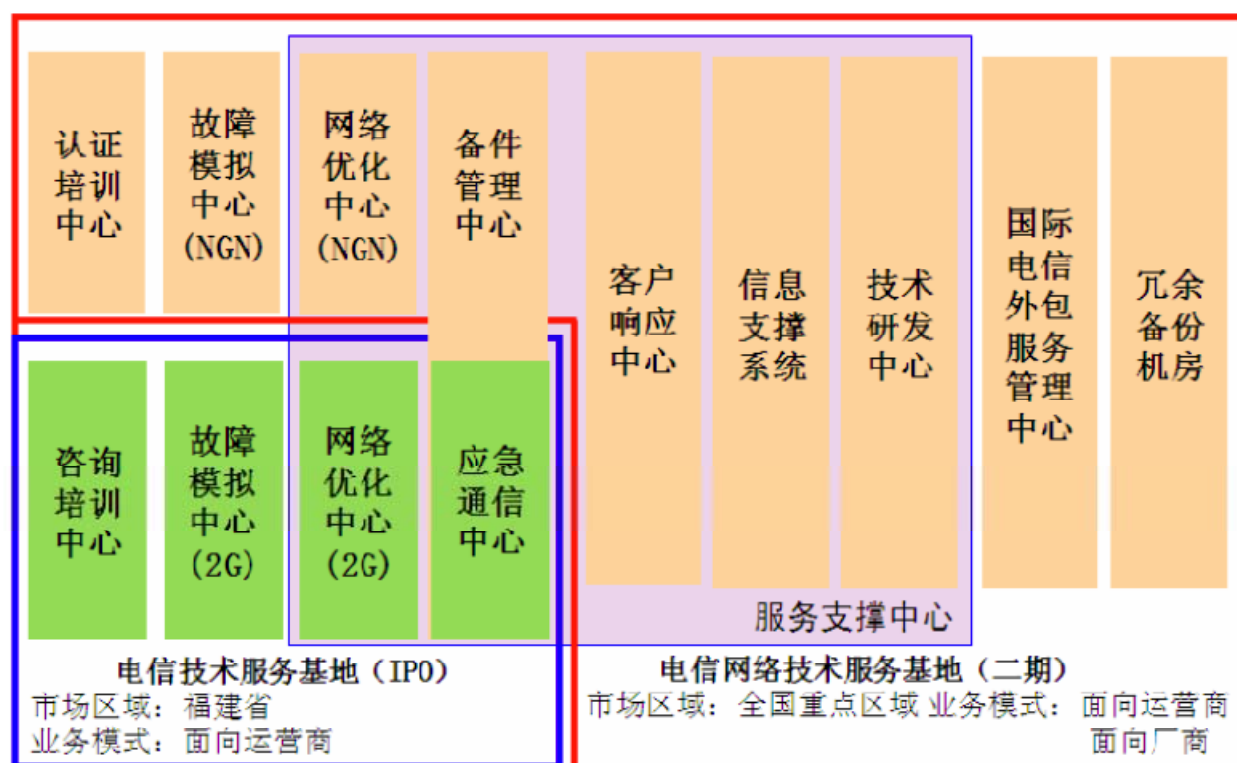 认证
培训
中心
故障
模拟
中心
(NGN)
网络
优化
中心
(NGN)
备件
管理
中心
客户
响应
中心
信息
支撑
系统
技术
研发
中心
国际
电信
外包
服务
管理
中心
冗余
备份
机房
咨询
培训
中心
故障
模拟
中心
(2G)
网络
优化
中心
(2G)
应急
通信
中心
服务支撑中心
电信技术服务基地（IPO）
市场区域：福建省
业务模式：面向运营商
电信网络技术服务基地（二期）
市场区域：全国重点区域 业务模式：面向运营商
面向厂商